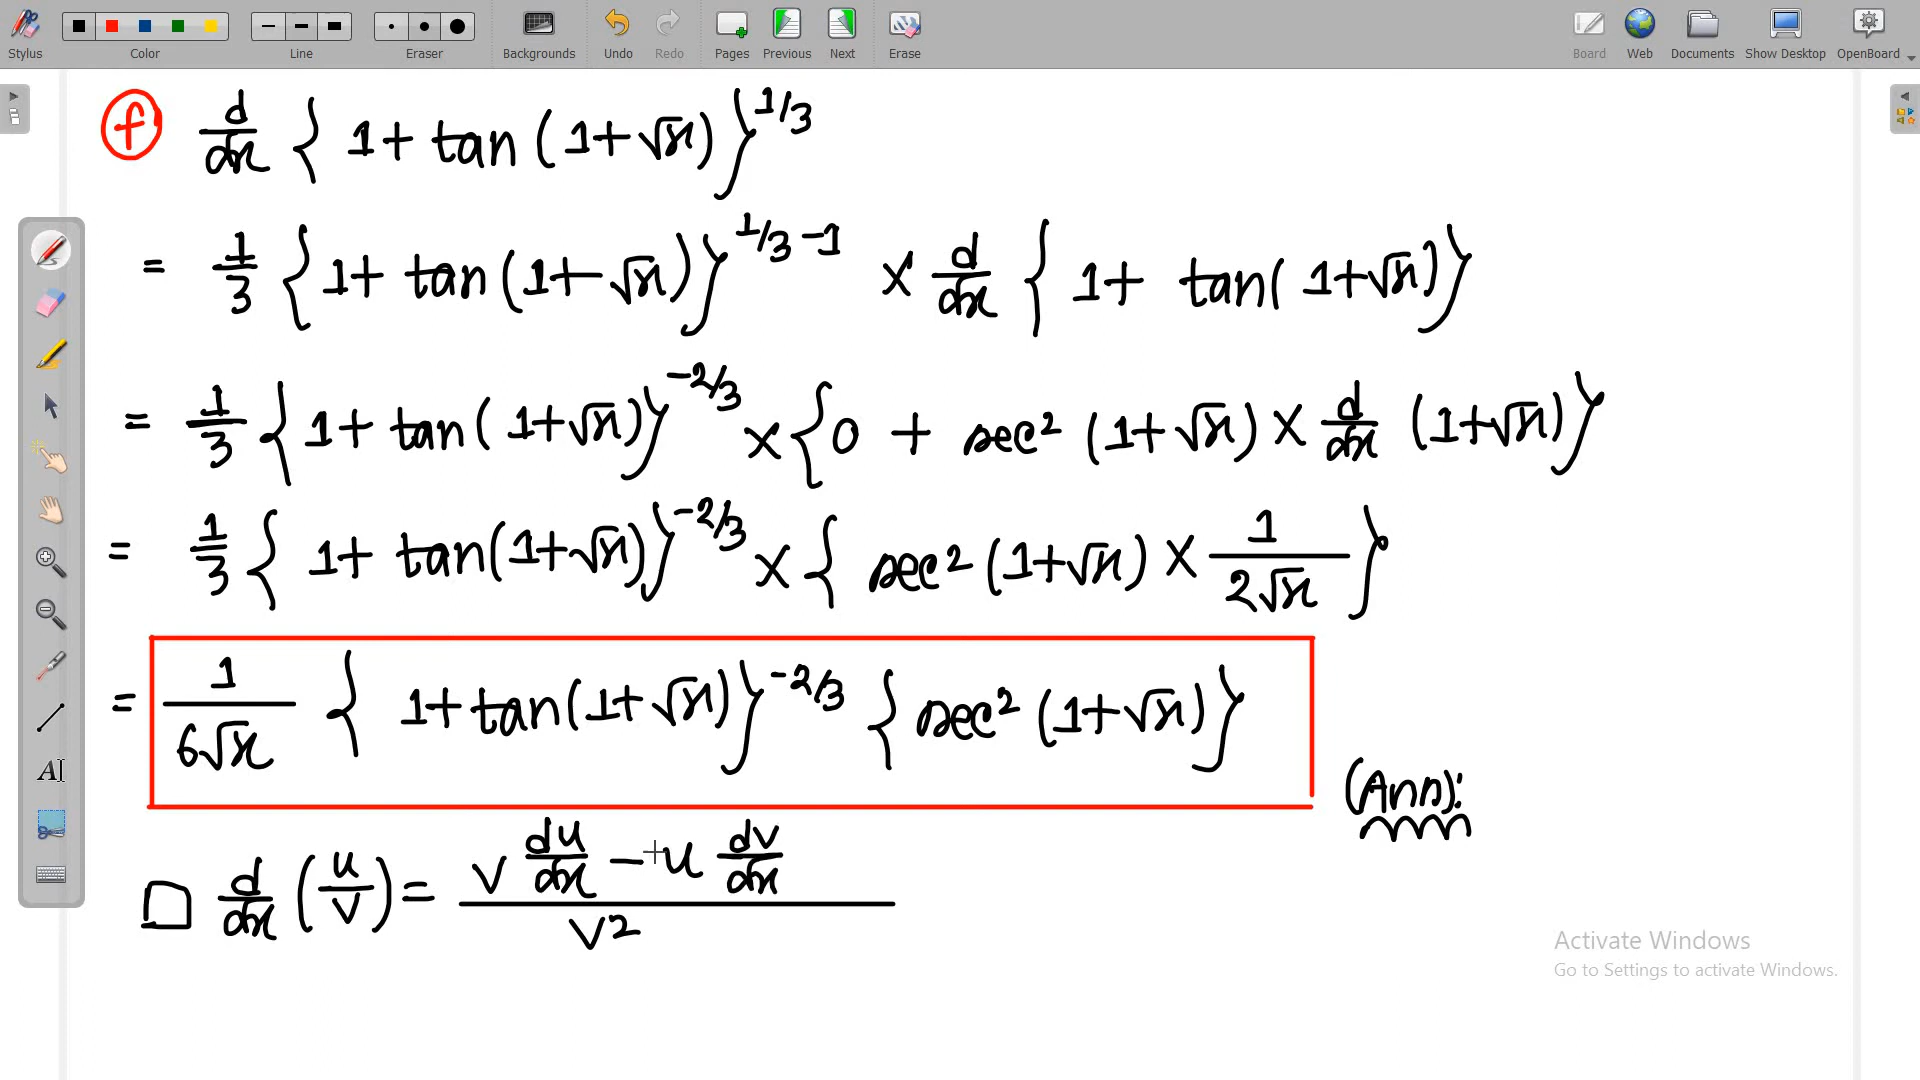 Stylus Color Line Eraser Backgrounds Undo Redo Pages Previous Next Erase Board Web Documents Show Desktop OpenBoard
(f) d/dx { 1 + tan (1+√x) }^1/3
= 1/3 { 1 + tan (1+√x) }^1/3 -1 × d/dx { 1 + tan( 1+√x) }
= 1/3 { 1 + tan( 1+√x) }^-2/3 × { 0 + sec² (1+√x) × d/dx (1+√x) }
= 1/3 { 1 + tan(1+√x) }^-2/3 × { sec² (1+√x) × 1/2√x }
= 1/6√x { 1+tan(1+√x) }^-2/3 { sec² (1+√x) }
(Ans):
□ d/dx (u/v) = (v du/dx − u dv/dx) / v²
Activate Windows
Go to Settings to activate Windows.